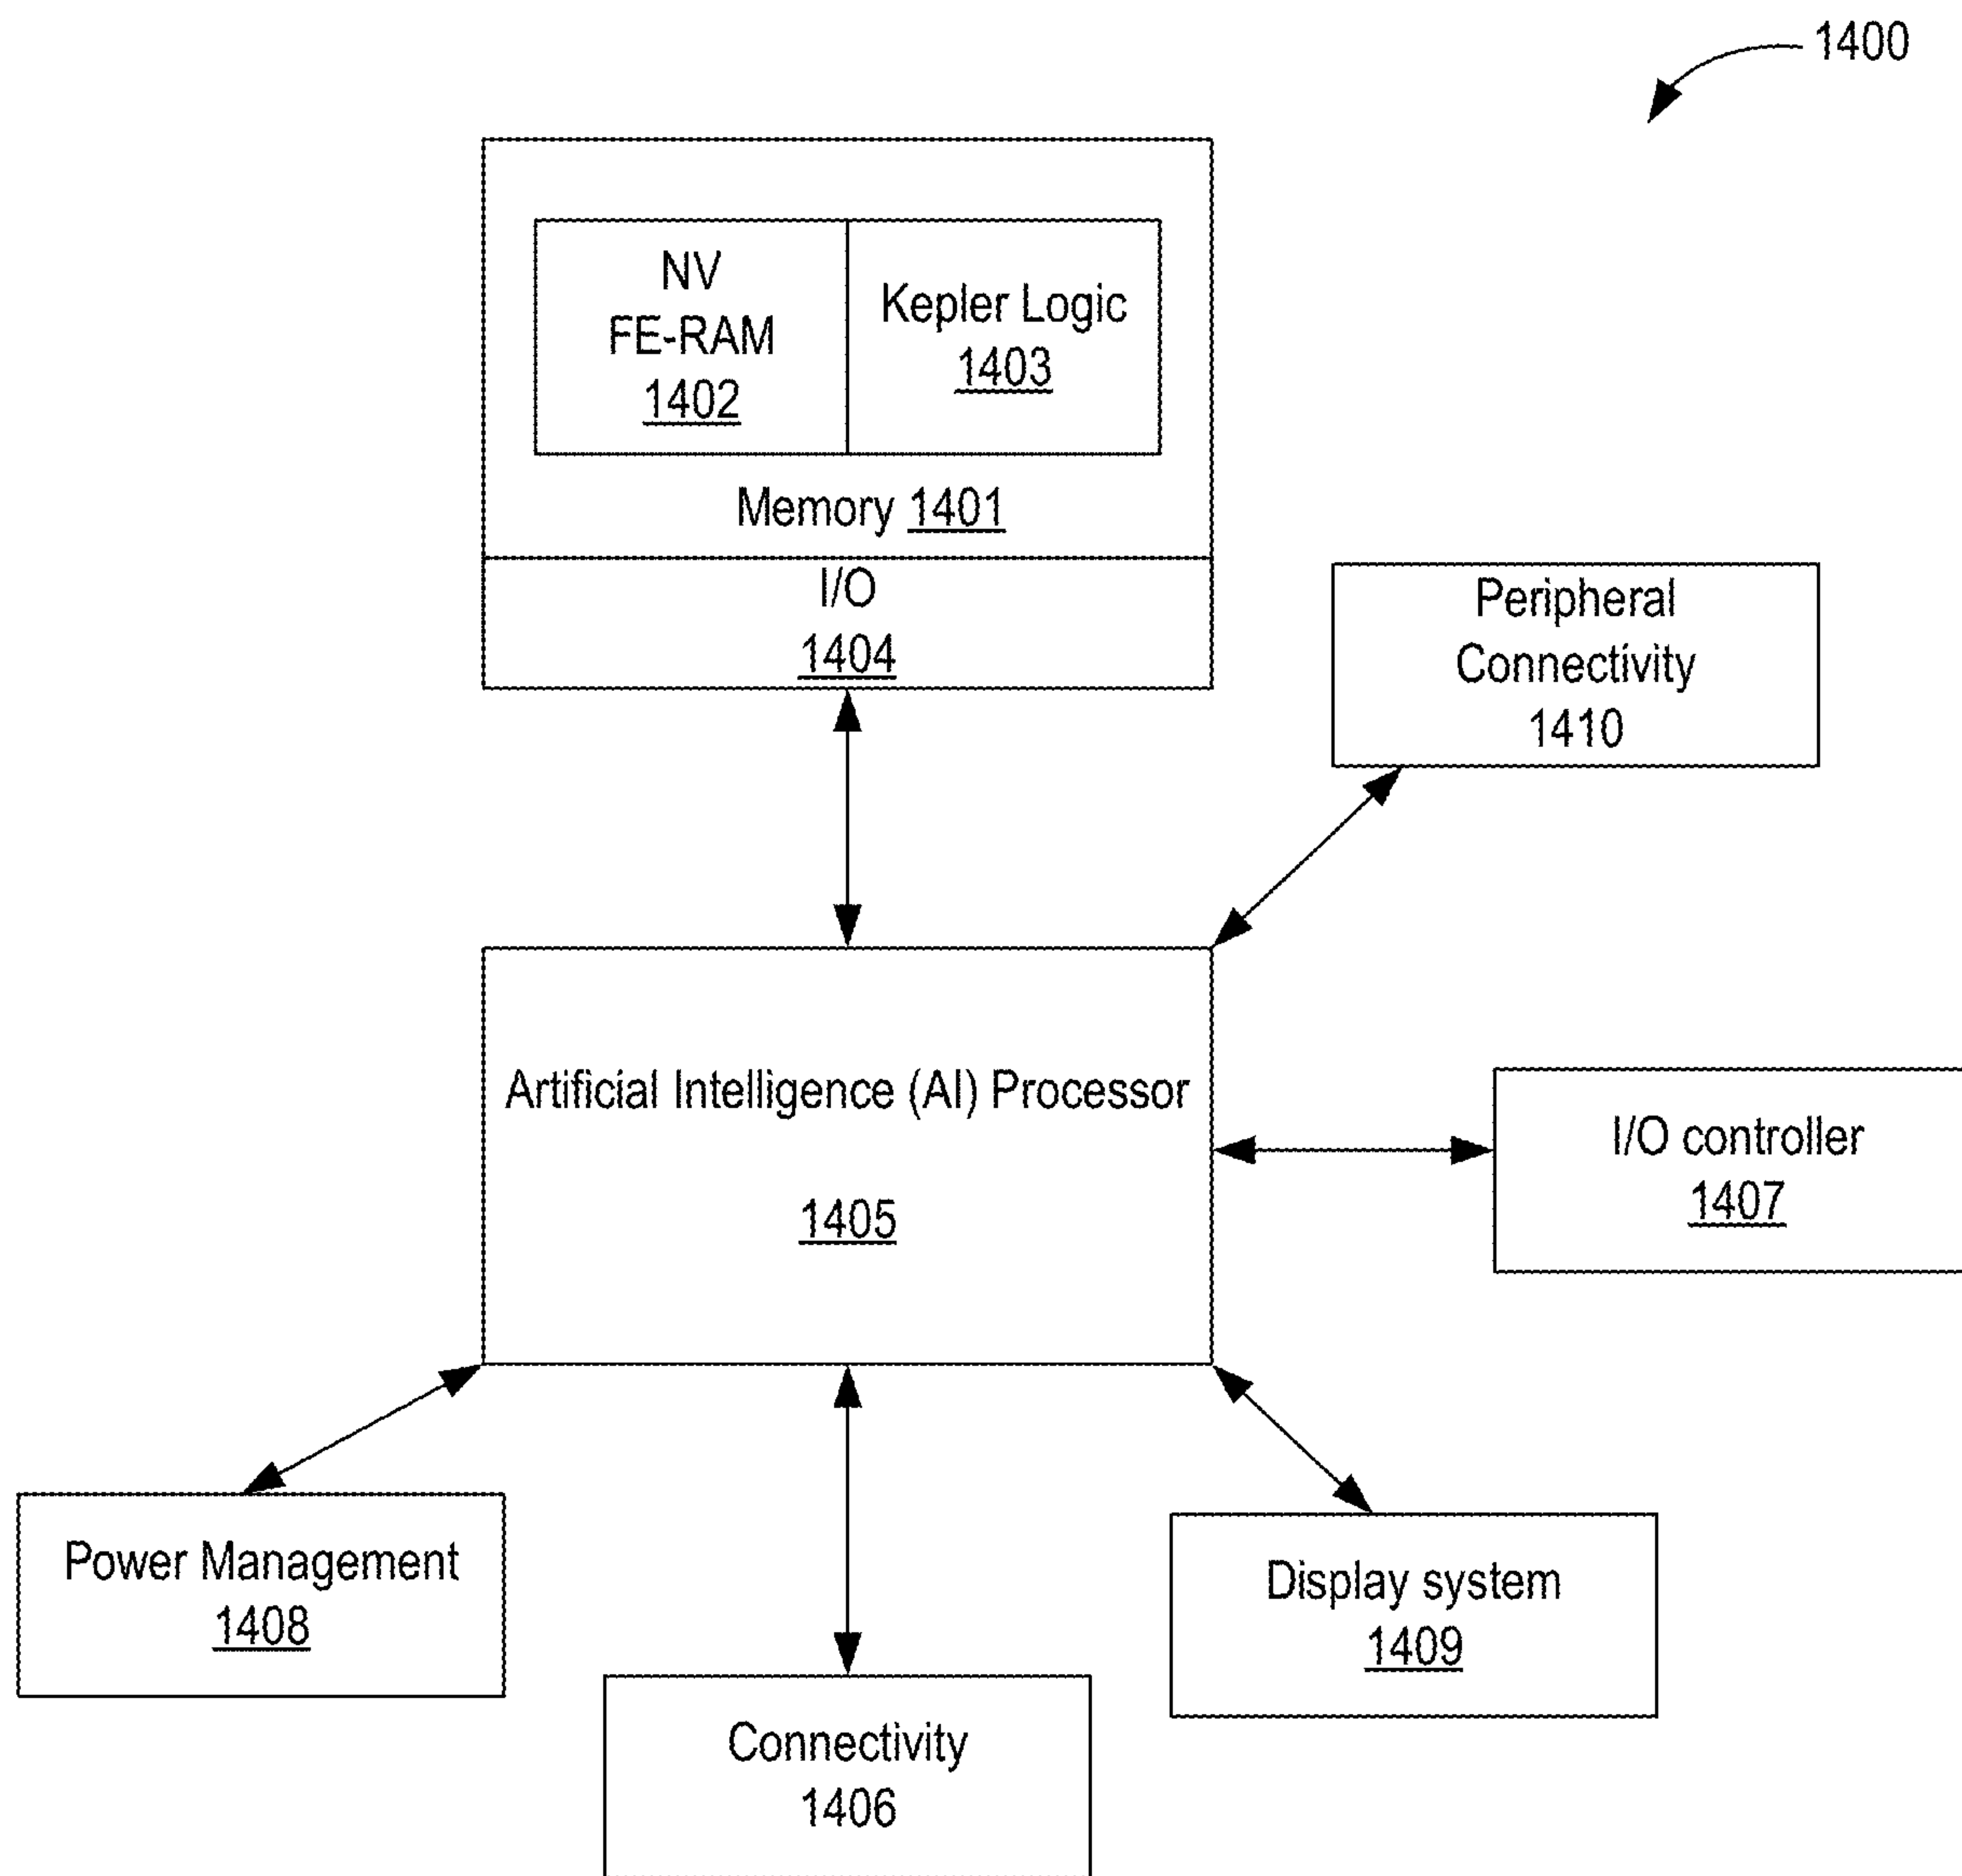 1400
NV
FE-RAM
1402
Kepler Logic
1403
Memory 1401
I/O
1404
Peripheral
Connectivity
1410
Artificial Intelligence (AI) Processor
1405
I/O controller
1407
Power Management
1408
Display system
1409
Connectivity
1406